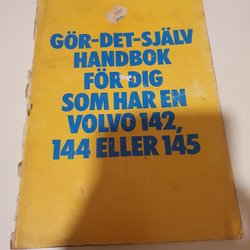 GÖR-DET-SJÄLV
HANDBOK
FÖR DIG
SOM HAR EN
VOLVO 142,
144 ELLER 145